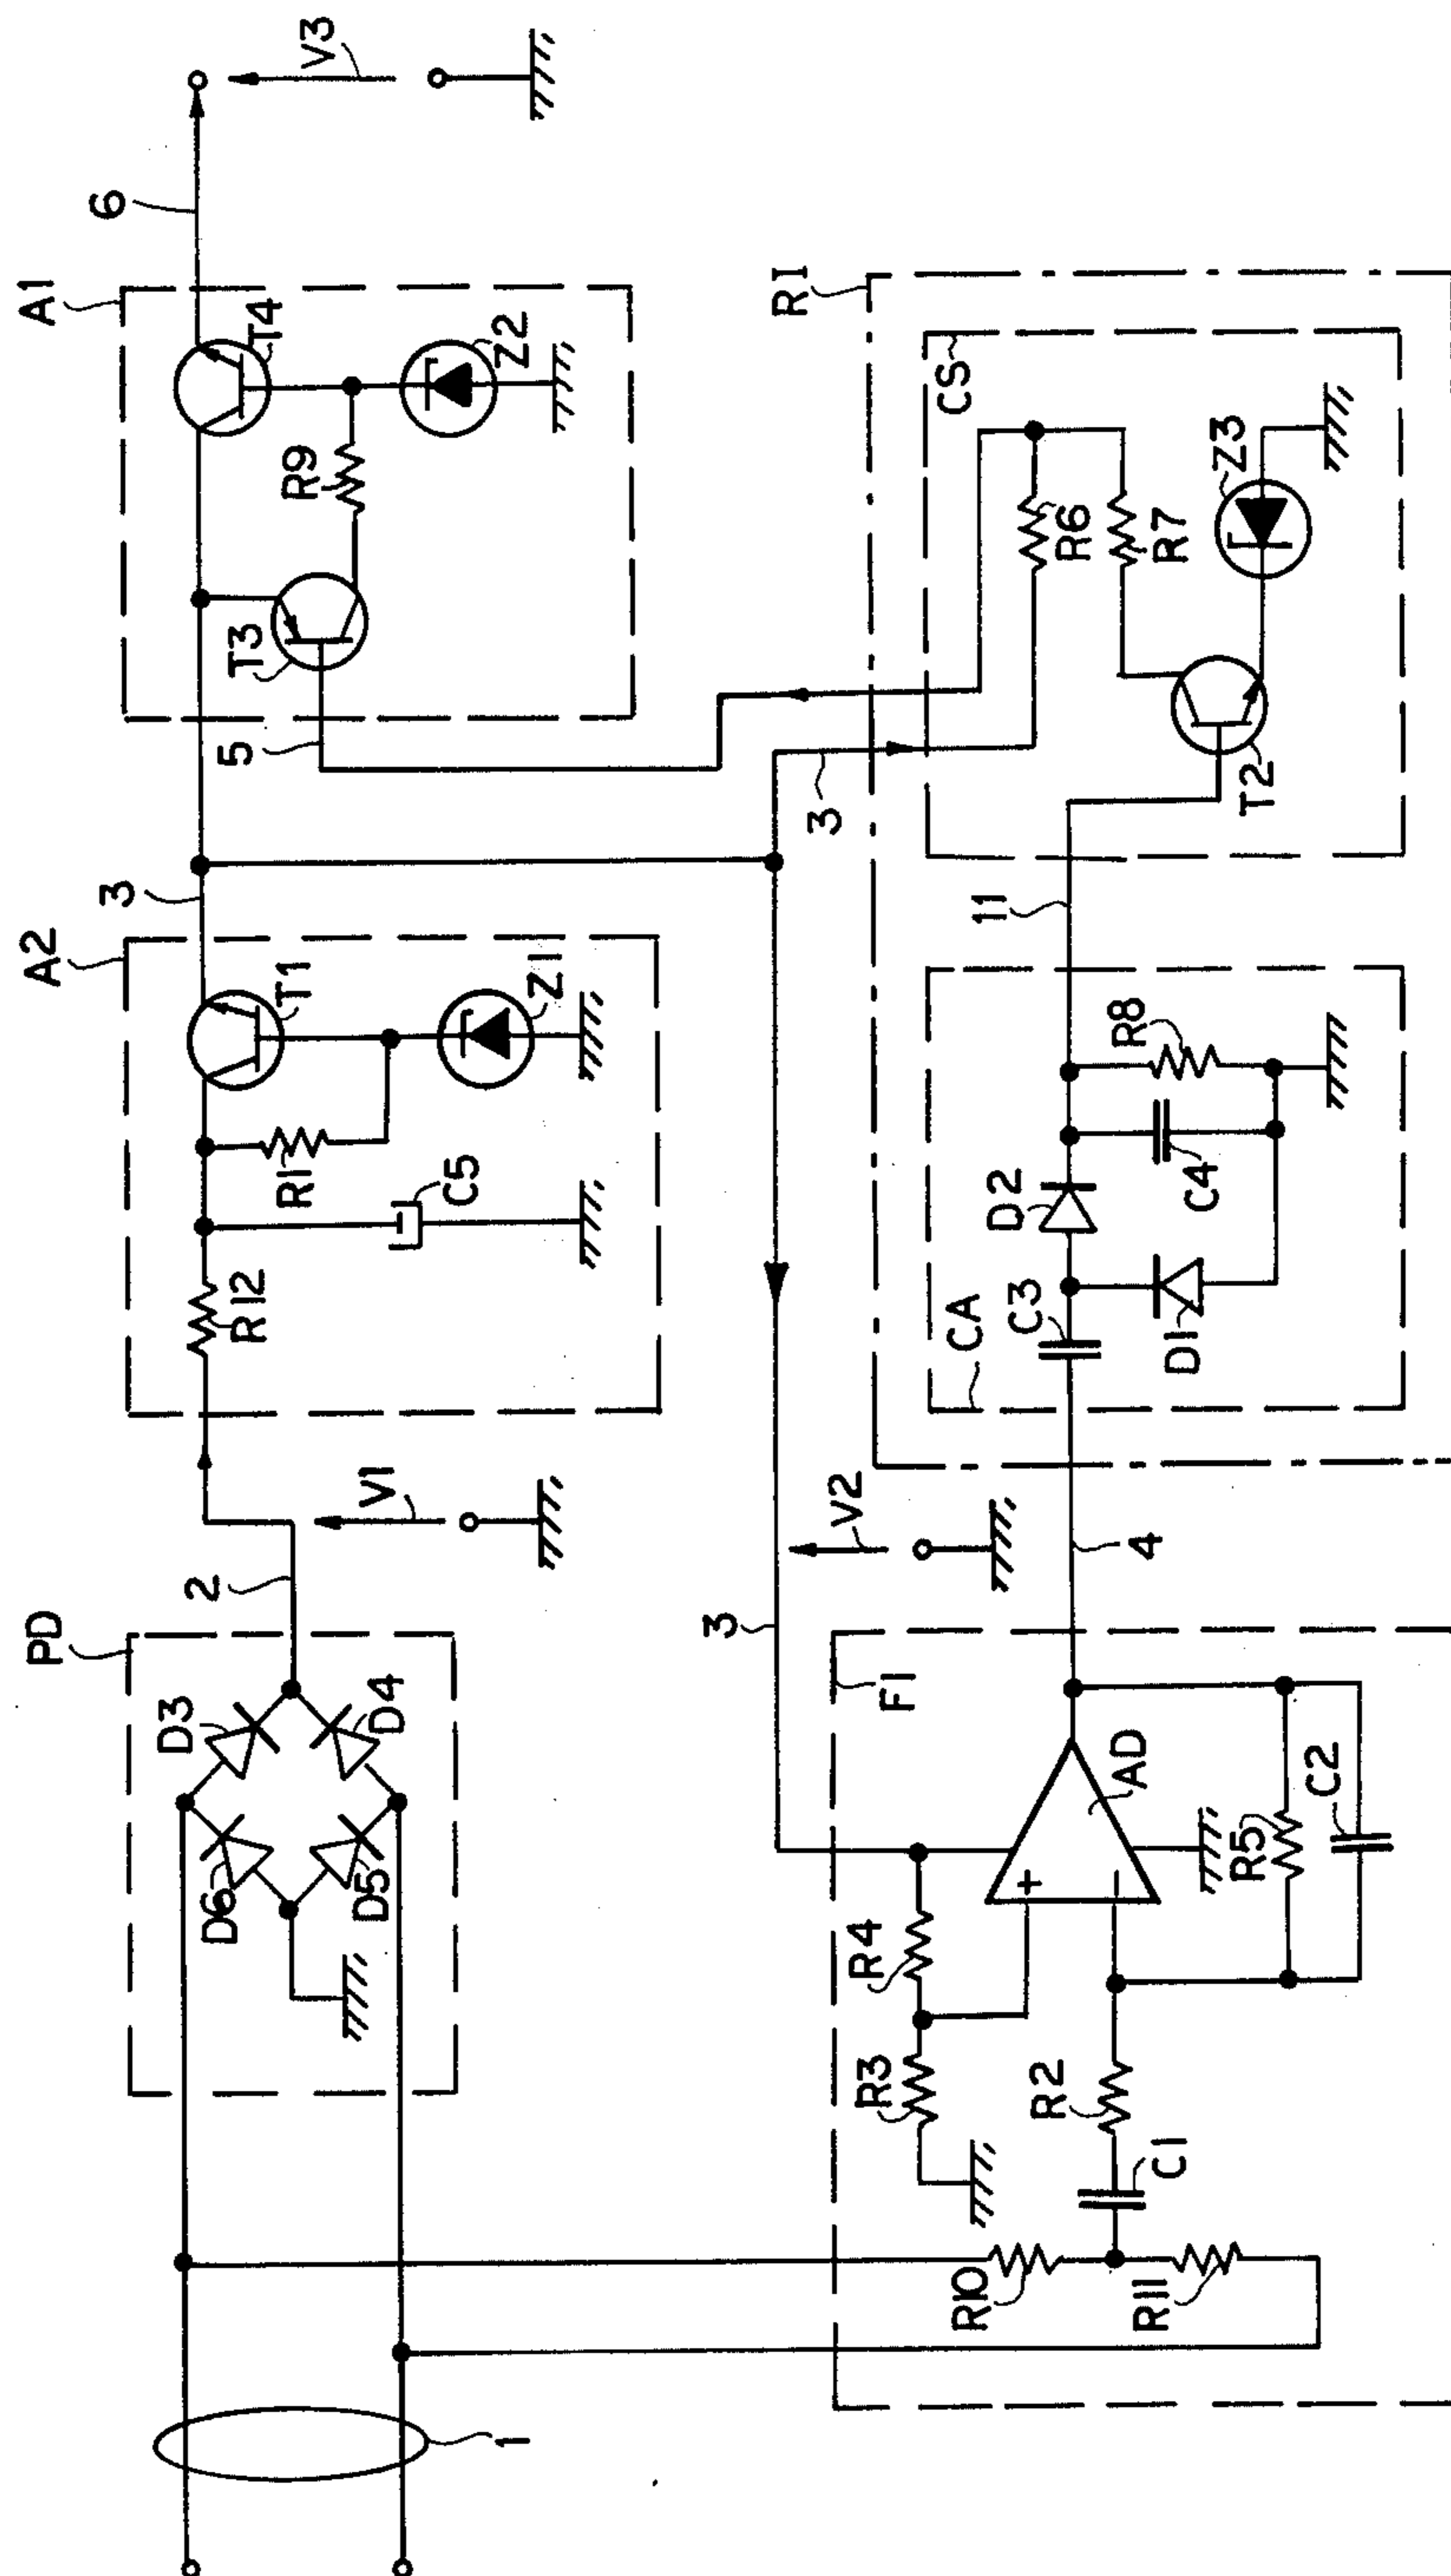 1
PD
D3
D4
D6
D5
2
V1
A2
R12
C5
R1
T1
Z1
3
A1
T3
R9
T4
Z2
5
6
V3
3
V2
3
F1
R3
R4
+
−
AD
R2
C1
R10
R11
R5
C2
4
R1
CA
C3
D1
D2
C4
R8
11
CS
R6
R7
T2
Z3